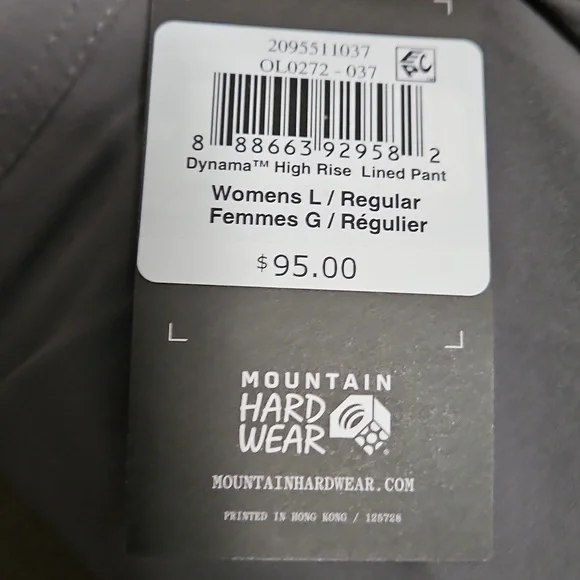 2095511037
OL0272 - 037
8 88663 92958 2
Dynama™ High Rise Lined Pant
Womens L / Regular
Femmes G / Régulier
$95.00
MOUNTAIN
HARD
WEAR
MOUNTAINHARDWEAR.COM
PRINTED IN HONG KONG / 125728